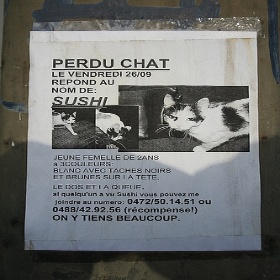 PERDU CHAT
LE VENDREDI 26/09
REPOND AU
NOM DE:
SUSHI
JEUNE FEMELLE DE 2ANS
a 3COULEURS:
BLANC AVEC TACHES NOIRS
ET BRUNES SUR LA TETE,
LE DOS ET LA QUEUE.
si quelqu'un a vu Sushi vous pouvez me
joindre au numero: 0472/50.14.51 ou
0488/42.92.56 (récompense!)
ON Y TIENS BEAUCOUP.